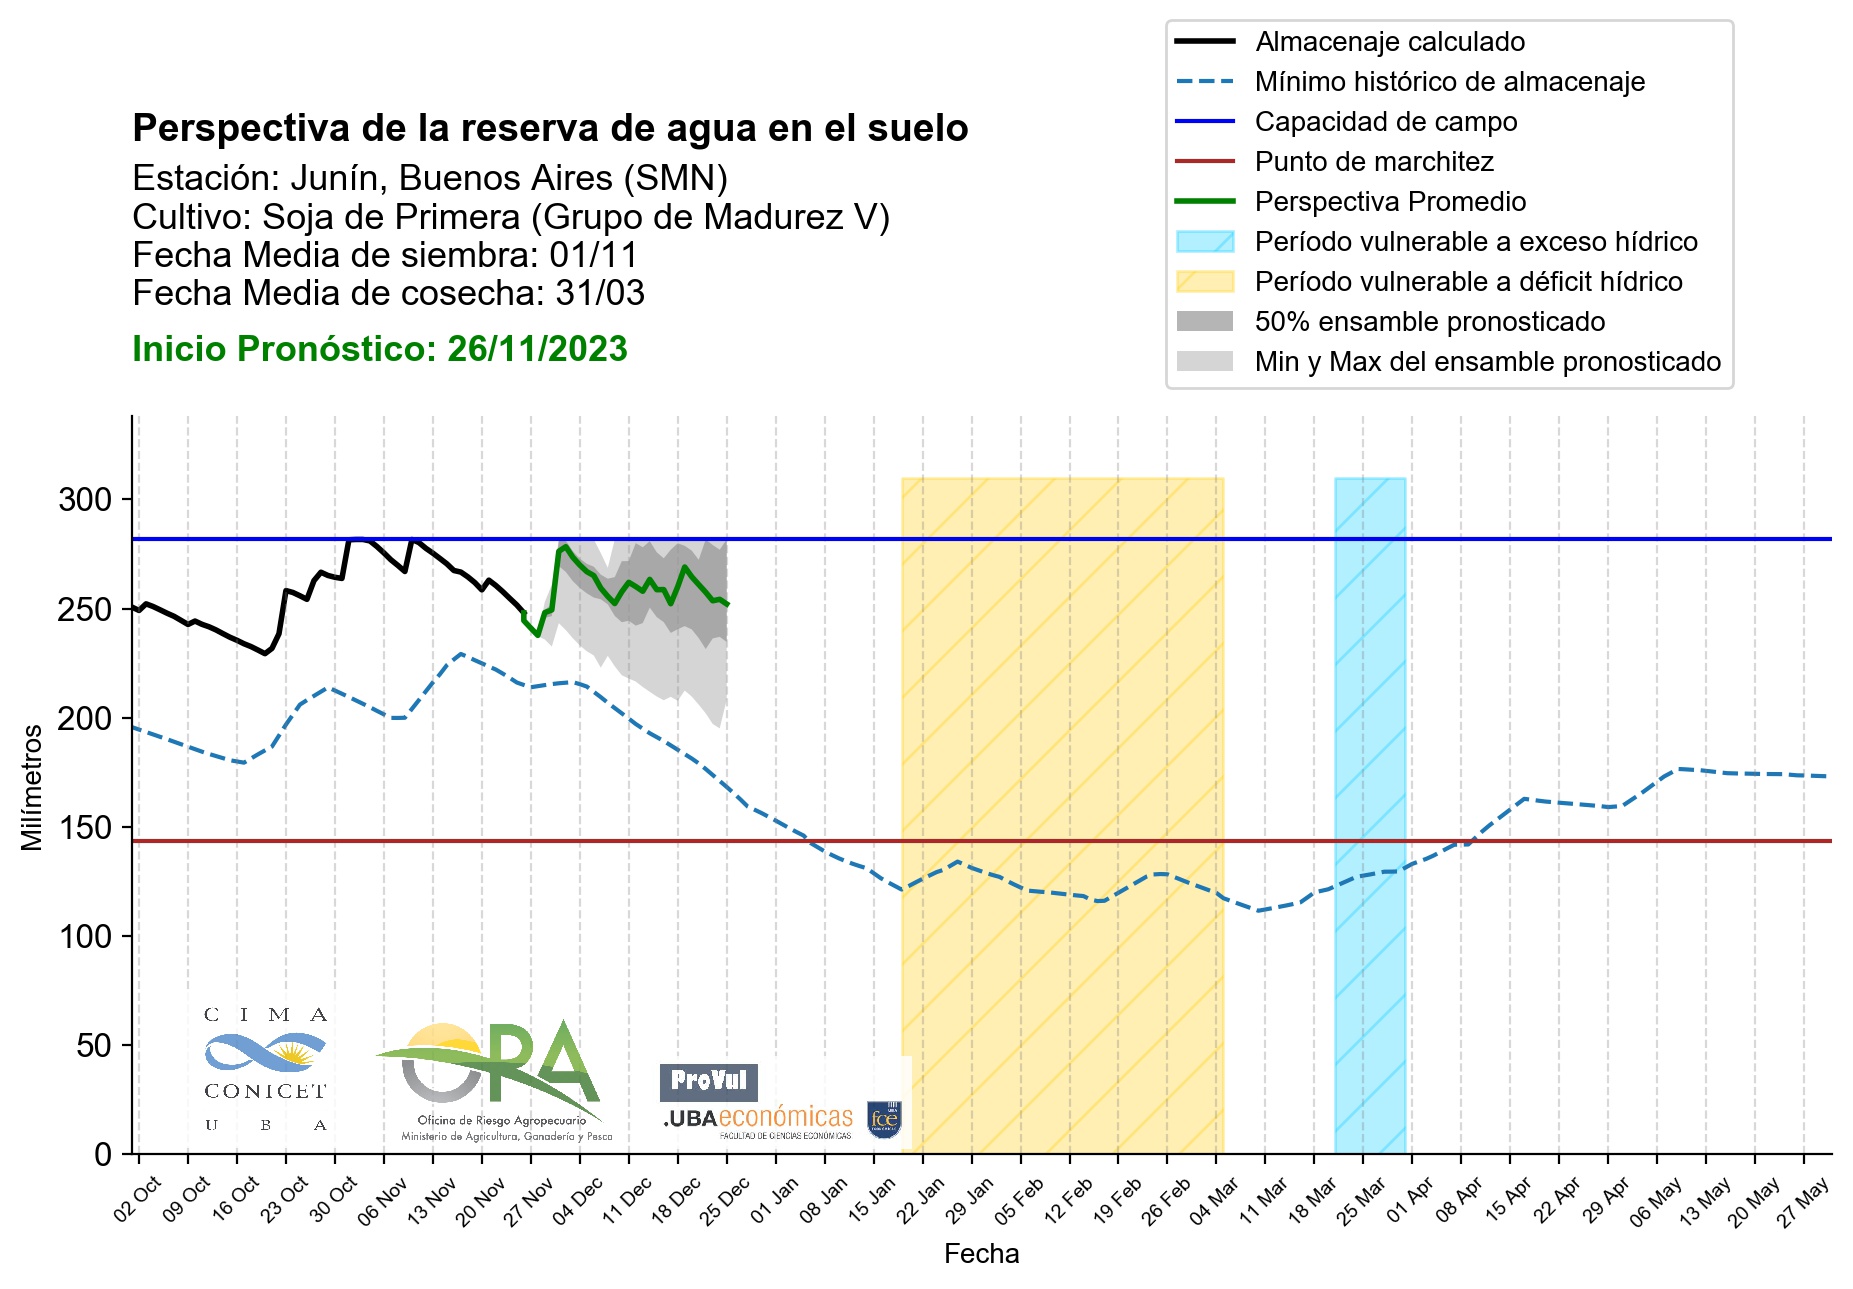 Almacenaje calculado
Mínimo histórico de almacenaje
Capacidad de campo
Punto de marchitez
Perspectiva Promedio
Período vulnerable a exceso hídrico
Período vulnerable a déficit hídrico
50% ensamble pronosticado
Min y Max del ensamble pronosticado
Perspectiva de la reserva de agua en el suelo
Estación: Junín, Buenos Aires (SMN)
Cultivo: Soja de Primera (Grupo de Madurez V)
Fecha Media de siembra: 01/11
Fecha Media de cosecha: 31/03
Inicio Pronóstico: 26/11/2023
Milímetros
300
250
200
150
100
50
0
CIMA
CONICET
UBA
ORA
Oficina de Riesgo Agropecuario
Ministerio de Agricultura, Ganadería y Pesca
ProVul
.UBAeconómicas
FACULTAD DE CIENCIAS ECONÓMICAS
UBA
fce
ECONÓMICAS
02 Oct
09 Oct
16 Oct
23 Oct
30 Oct
06 Nov
13 Nov
20 Nov
27 Nov
04 Dec
11 Dec
18 Dec
25 Dec
01 Jan
08 Jan
15 Jan
22 Jan
29 Jan
05 Feb
12 Feb
19 Feb
26 Feb
04 Mar
11 Mar
18 Mar
25 Mar
01 Apr
08 Apr
15 Apr
22 Apr
29 Apr
06 May
13 May
20 May
27 May
Fecha